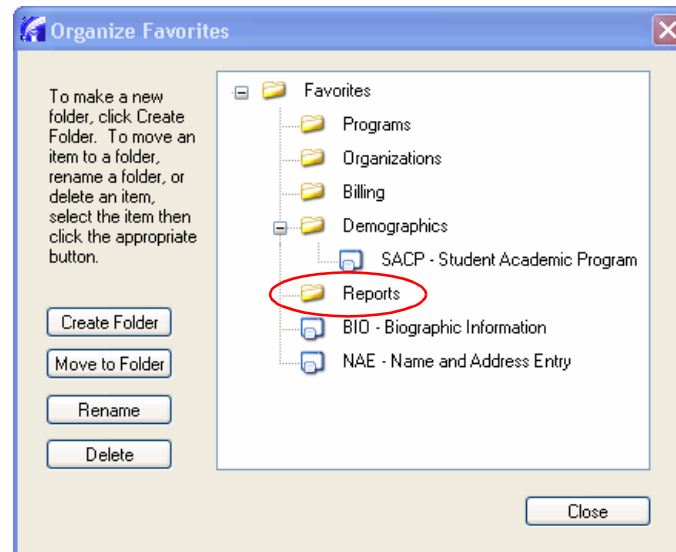 Organize Favorites
To make a new
folder, click Create
Folder. To move an
item to a folder,
rename a folder, or
delete an item,
select the item then
click the appropriate
button.
Create Folder
Move to Folder
Rename
Delete
Favorites
Programs
Organizations
Billing
Demographics
SACP - Student Academic Program
Reports
BIO - Biographic Information
NAE - Name and Address Entry
Close